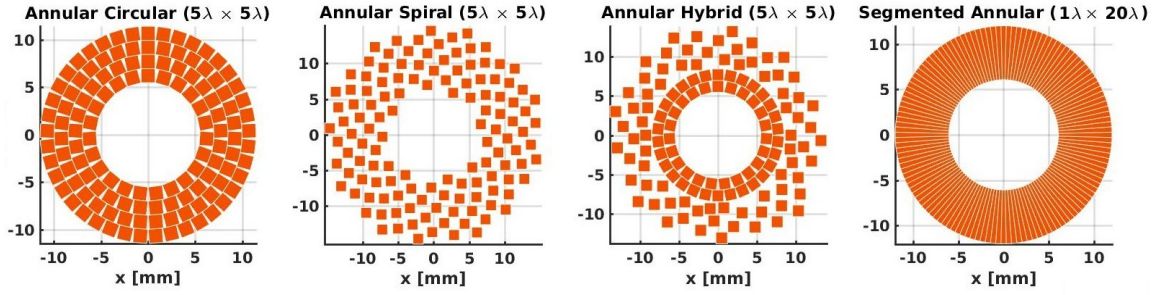 Annular Circular (5λ × 5λ)
10
5
0
-5
-10
-10 -5 0 5 10
x [mm]
Annular Spiral (5λ × 5λ)
10
5
0
-5
-10
-10 -5 0 5 10
x [mm]
Annular Hybrid (5λ × 5λ)
10
5
0
-5
-10
-10 -5 0 5 10
x [mm]
Segmented Annular (1λ × 20λ)
10
5
0
-5
-10
-10 -5 0 5 10
x [mm]